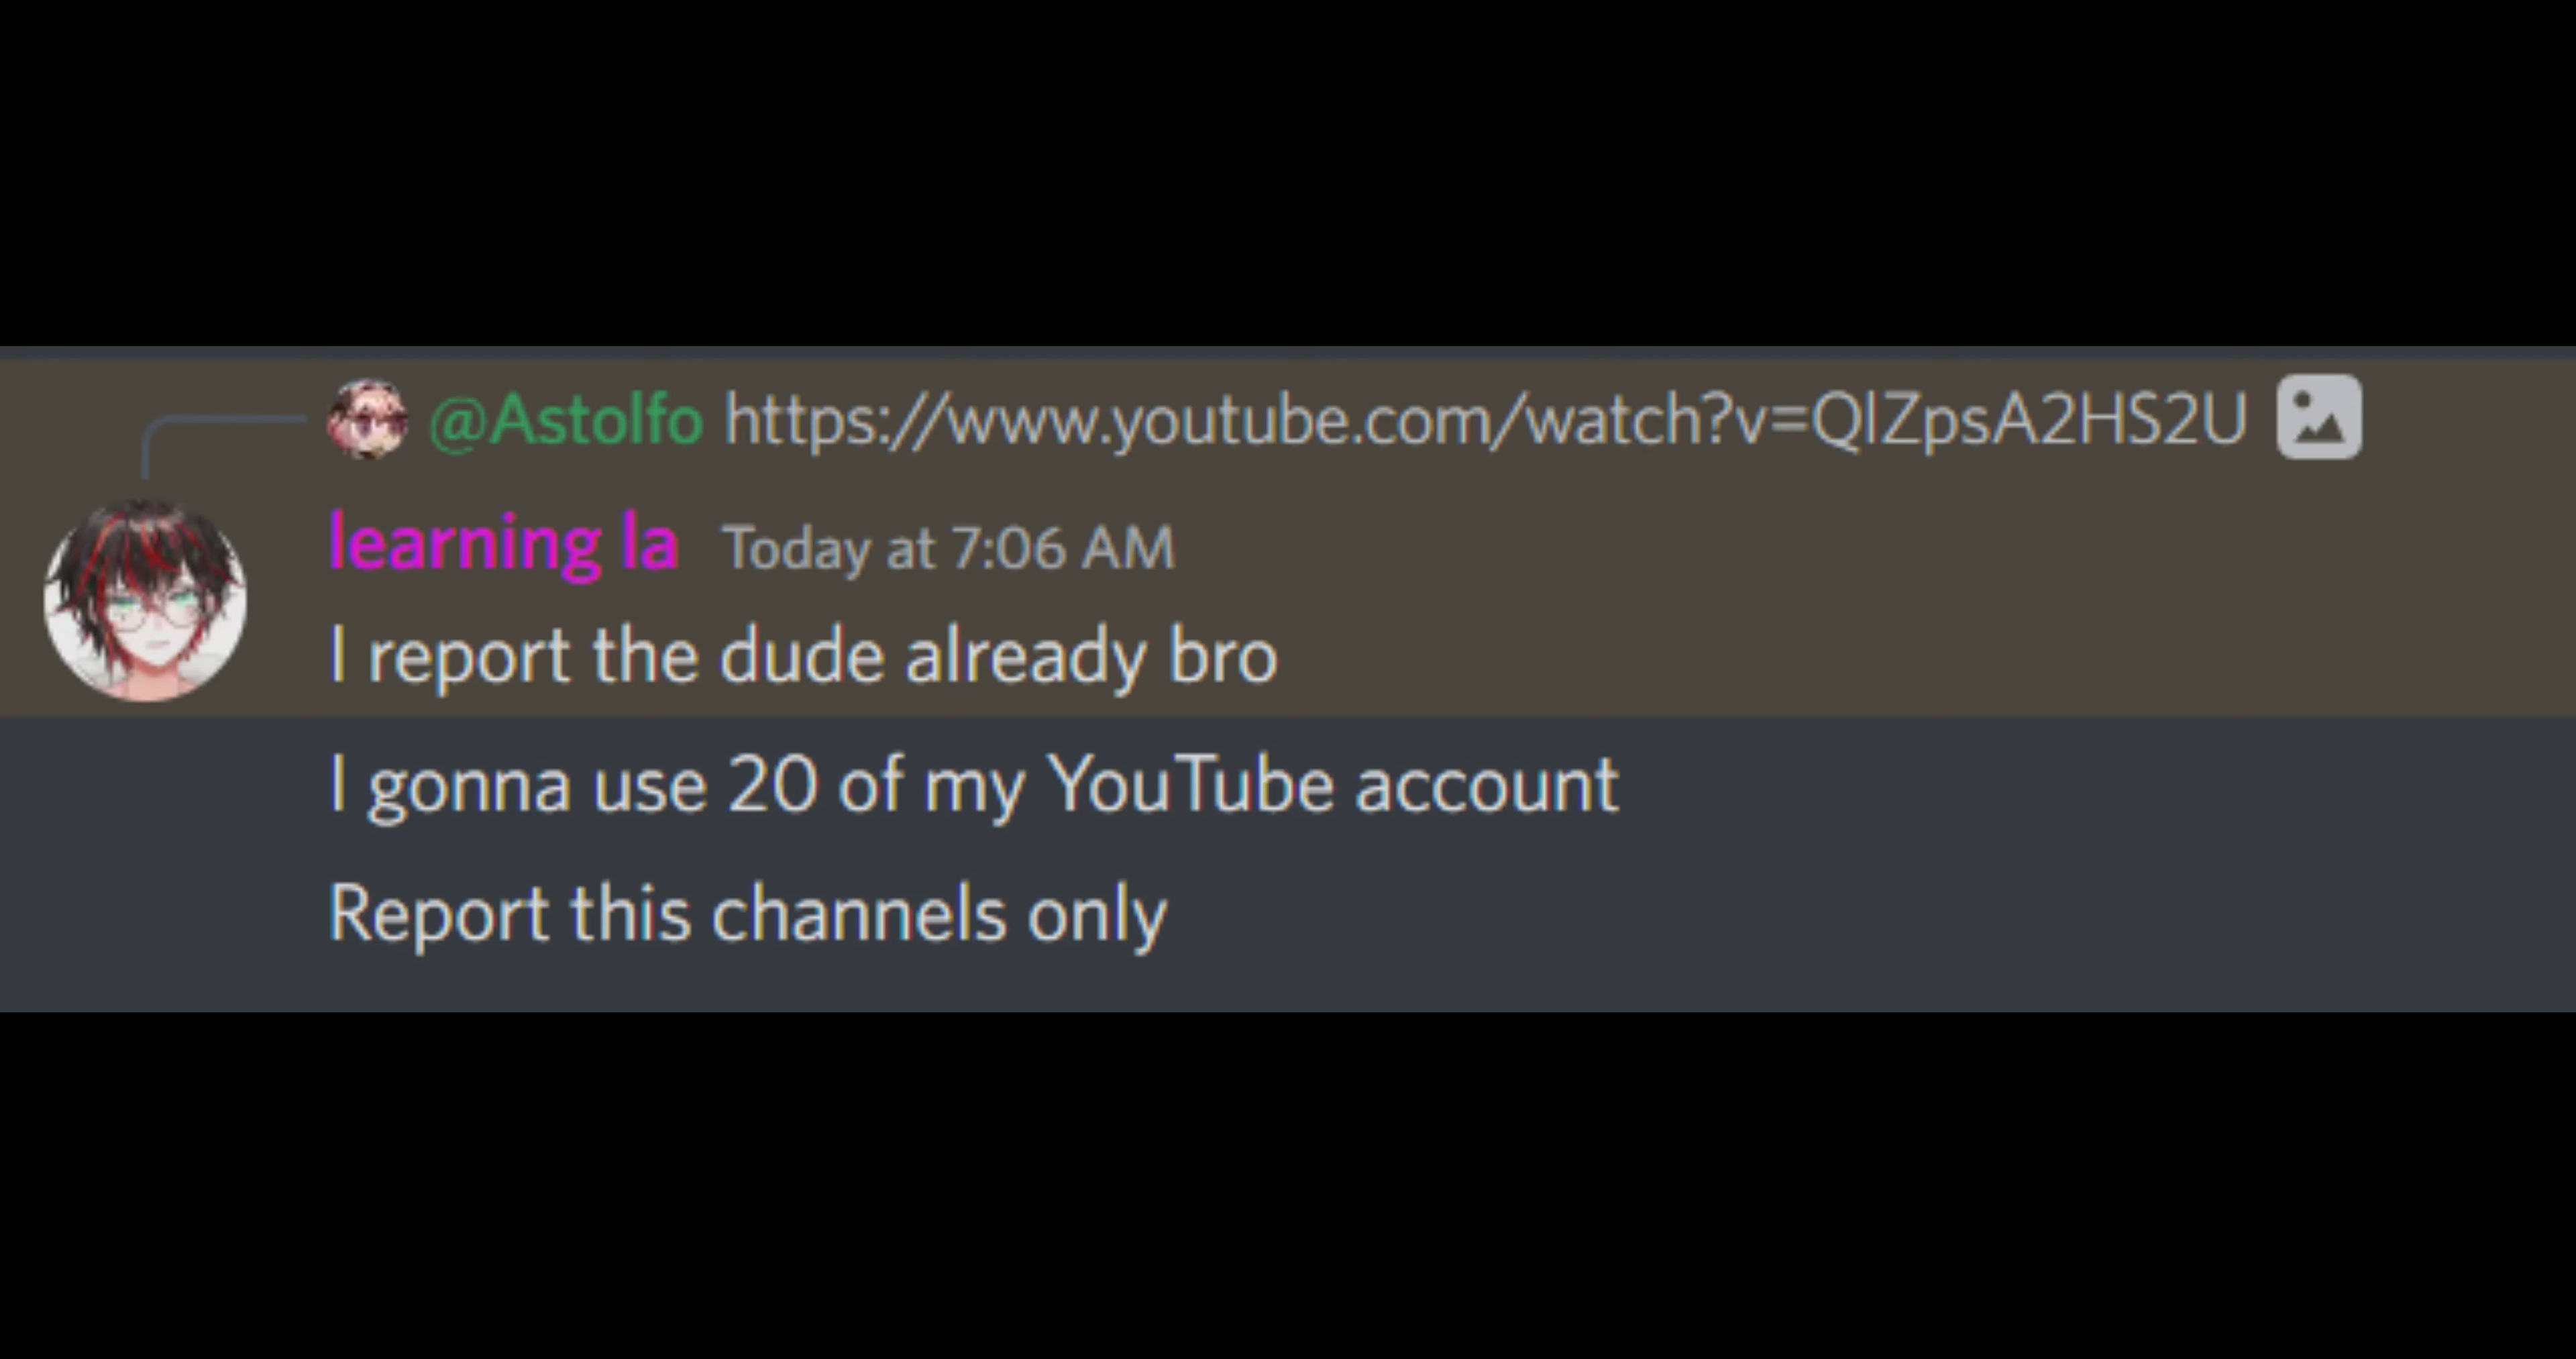 @Astolfo https://www.youtube.com/watch?v=QlZpsA2HS2U
learning la Today at 7:06 AM
I report the dude already bro
I gonna use 20 of my YouTube account
Report this channels only